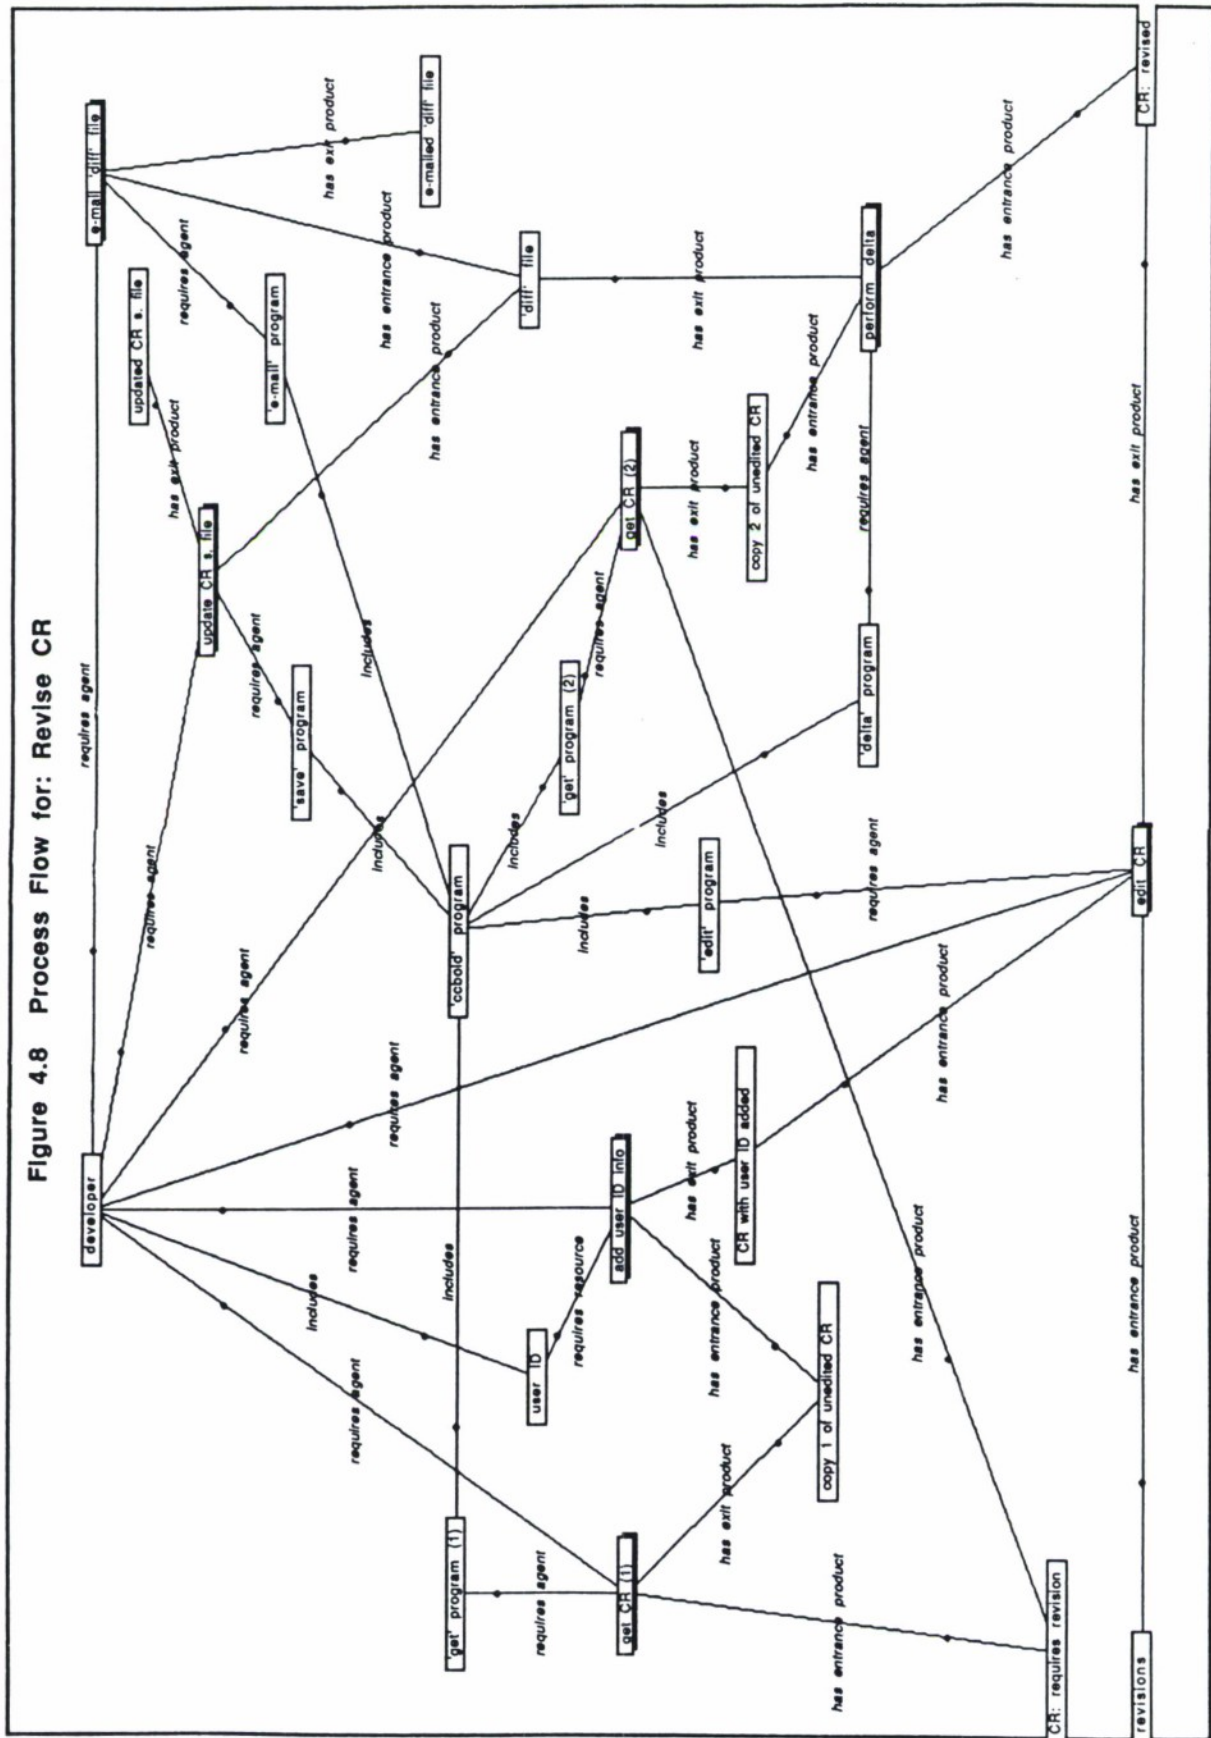 Figure 4.8 Process Flow for: Revise CR
developer
requires agent
e-mail 'diff' file
requires agent
has exit product
updated CR s. file
requires agent
has exit product
update CR s. file
requires agent
'save' program
'e-mail' program
has entrance product
e-mailed 'diff' file
requires agent
includes
includes
has entrance product
includes
requires agent
'get' program (1)
includes
'ccbold' program
'diff' file
user ID
requires agent
requires resource
requires agent
includes
'get' program (2)
requires agent
get CR (1)
add user ID info
includes
get CR (2)
has exit product
has exit product
has exit product
has entrance product
includes
'edit' program
has exit product
CR with user ID added
copy 2 of unedited CR
has entrance product
copy 1 of unedited CR
has entrance product
requires agent
'delta' program
requires agent
perform delta
has entrance product
has entrance product
has entrance product
CR: requires revision
revisions
has entrance product
edit CR
has exit product
CR: revised